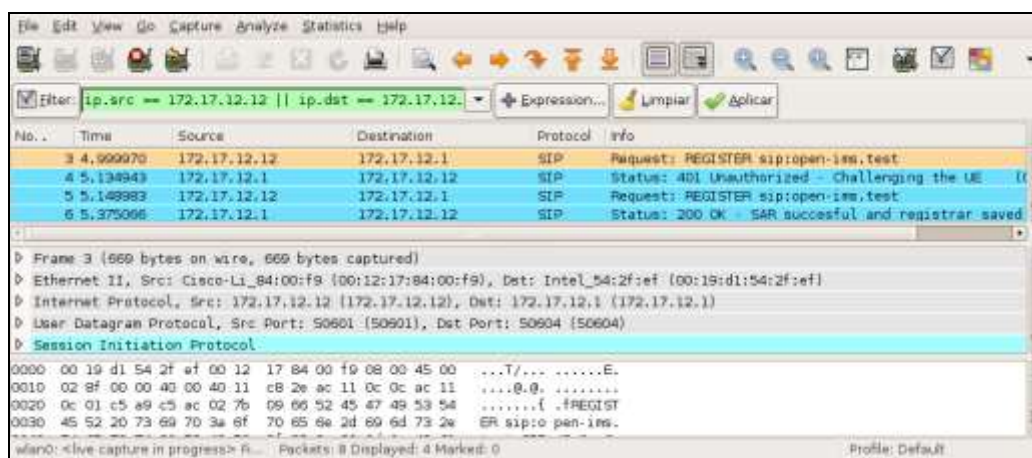 File Edit View Go Capture Analyze Statistics Help
Filter: ip.src == 172.17.12.12 || ip.dst == 172.17.12. Expression... Limpiar Aplicar
No. . Time Source Destination Protocol Info
3 4.999970 172.17.12.12 172.17.12.1 SIP Request: REGISTER sip:open-ims.test
4 5.134943 172.17.12.1 172.17.12.12 SIP Status: 401 Unauthorized - Challenging the UE
5 5.148983 172.17.12.12 172.17.12.1 SIP Request: REGISTER sip:open-ims.test
6 5.375066 172.17.12.1 172.17.12.12 SIP Status: 200 OK - SAR succesful and registrar saved
Frame 3 (669 bytes on wire, 669 bytes captured)
Ethernet II, Src: Cisco-Li_84:00:f9 (00:12:17:84:00:f9), Dst: Intel_54:2f:ef (00:19:d1:54:2f:ef)
Internet Protocol, Src: 172.17.12.12 (172.17.12.12), Dst: 172.17.12.1 (172.17.12.1)
User Datagram Protocol, Src Port: 50601 (50601), Dst Port: 50604 (50604)
Session Initiation Protocol
0000 00 19 d1 54 2f ef 00 12 17 84 00 f9 08 00 45 00 ...T/... ......E.
0010 02 8f 00 00 40 00 40 11 c8 2e ac 11 0c 0c ac 11 ....@.@. ........
0020 0c 01 c5 a9 c5 ac 02 7b 09 66 52 45 47 49 53 54 .......{ .fREGIST
0030 45 52 20 73 69 70 3a 6f 70 65 6e 2d 69 6d 73 2e ER sip:o pen-ims.
wlan0: <live capture in progress> Fi... Packets: 8 Displayed: 4 Marked: 0 Profile: Default